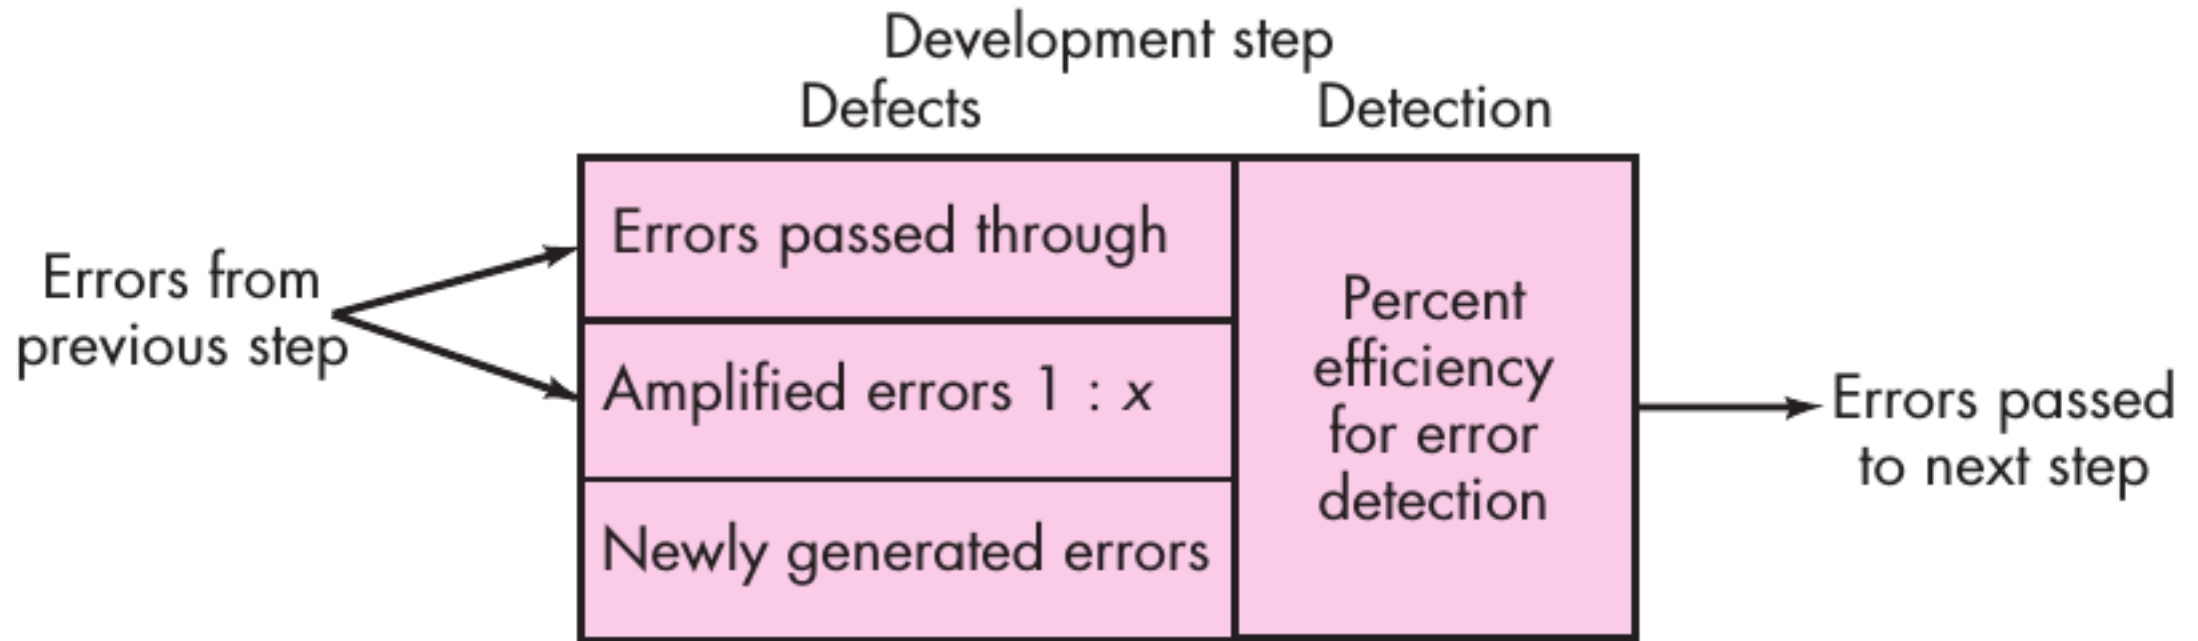 Development step
Defects
Detection
Errors from
previous step
Errors passed through
Amplified errors 1 : x
Newly generated errors
Percent
efficiency
for error
detection
Errors passed
to next step